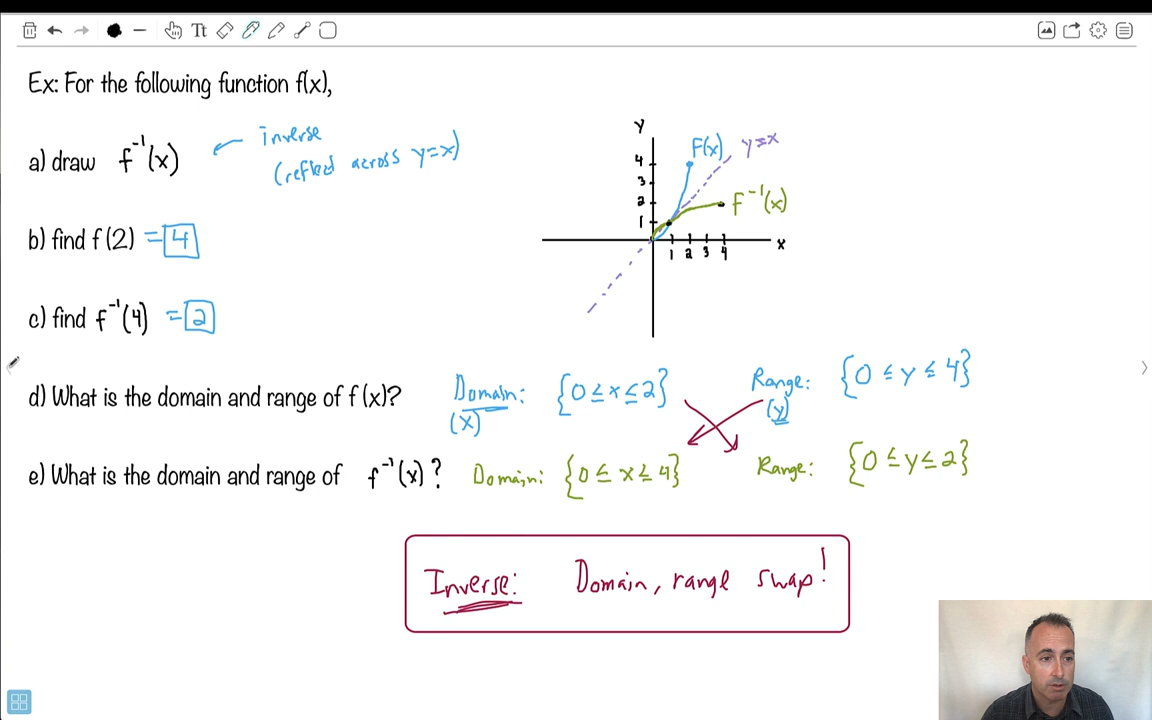 Tt
Ex: For the following function f(x),
a) draw f⁻¹(x)
inverse
(reflect across y=x)
b) find f(2) = 4
c) find f⁻¹(4) = 2
Y
4
3
2
1
F(x)
y=x
f⁻¹(x)
x
1 2 3 4
d) What is the domain and range of f(x)? Domain: {0 ≤ x ≤ 2} Range: {0 ≤ y ≤ 4}
(x) (y)
e) What is the domain and range of f⁻¹(x)? Domain: {0 ≤ x ≤ 4} Range: {0 ≤ y ≤ 2}
Inverse: Domain, range swap!